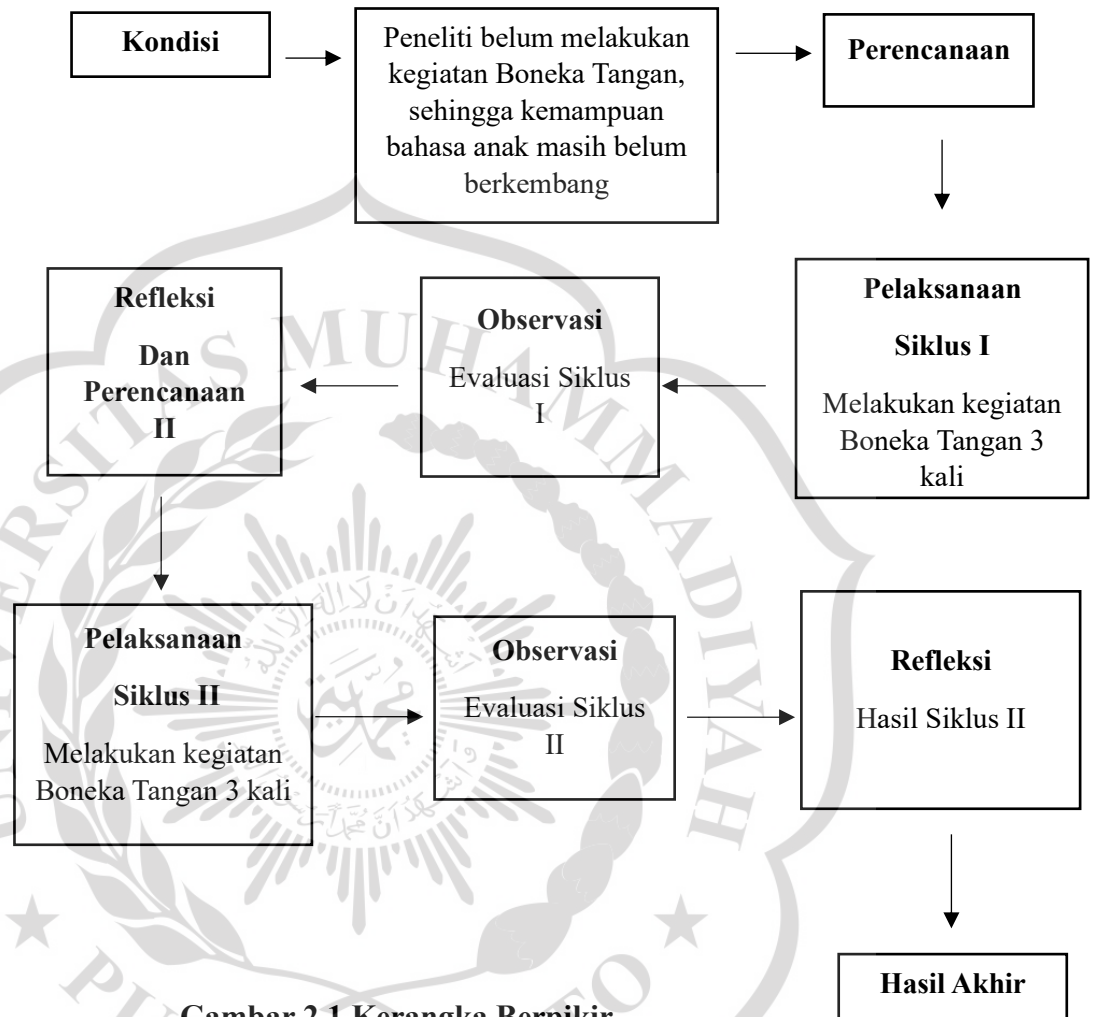 Kondisi
Peneliti belum melakukan
kegiatan Boneka Tangan,
sehingga kemampuan
bahasa anak masih belum
berkembang
Perencanaan
Pelaksanaan
Siklus I
Melakukan kegiatan
Boneka Tangan 3
kali
Observasi
Evaluasi Siklus
I
Refleksi
Dan
Perencanaan
II
Pelaksanaan
Siklus II
Melakukan kegiatan
Boneka Tangan 3 kali
Observasi
Evaluasi Siklus
II
Refleksi
Hasil Siklus II
Hasil Akhir
Gambar 2.1 Kerangka Berpikir
MUHAMMADIYAH